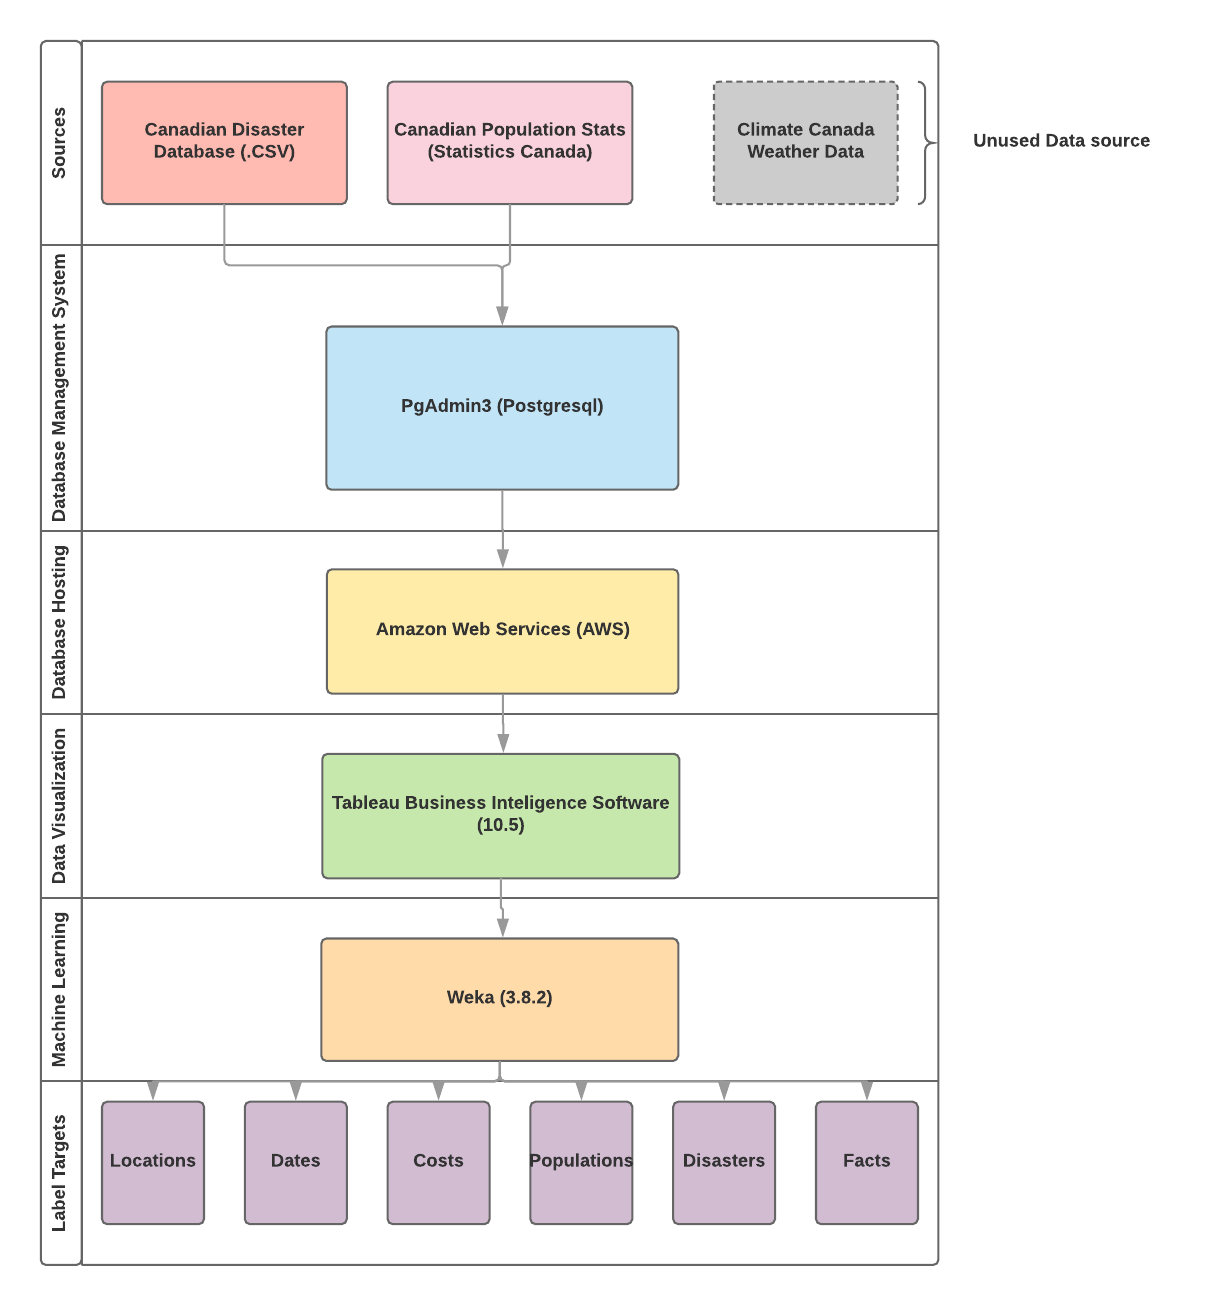 Sources
Canadian Disaster
Database (.CSV)
Canadian Population Stats
(Statistics Canada)
Climate Canada
Weather Data
Unused Data source
Database Management System
PgAdmin3 (Postgresql)
Database Hosting
Amazon Web Services (AWS)
Data Visualization
Tableau Business Inteligence Software
(10.5)
Machine Learning
Weka (3.8.2)
Label Targets
Locations
Dates
Costs
Populations
Disasters
Facts